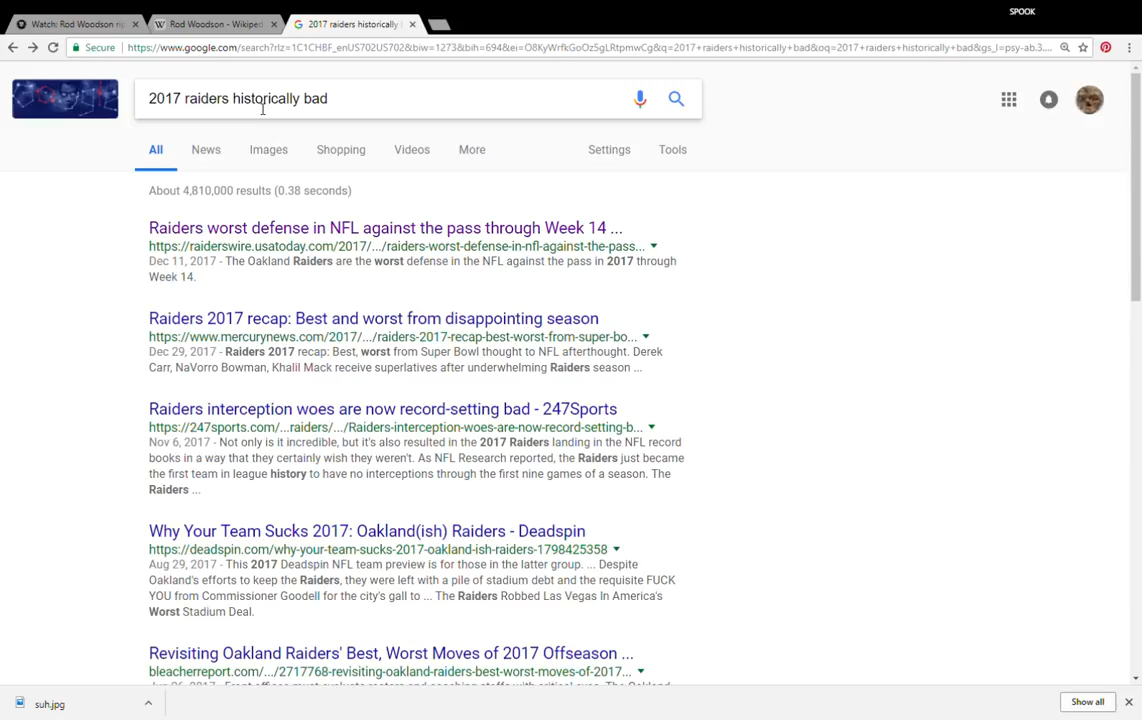 SPOOK
Watch: Rod Woodson rip
Rod Woodson - Wikiped
2017 raiders historically
Secure https://www.google.com/search?rlz=1C1CHBF_enUS702US702&biw=1273&bih=694&ei=O8KyWrfkGoOz5gLRtpmwCg&q=2017+raiders+historically+bad&oq=2017+raiders+historically+bad&gs_l=psy-ab.3....
2017 raiders historically bad
All News Images Shopping Videos More Settings Tools
About 4,810,000 results (0.38 seconds)
Raiders worst defense in NFL against the pass through Week 14 ...
https://raiderswire.usatoday.com/2017/.../raiders-worst-defense-in-nfl-against-the-pass...
Dec 11, 2017 - The Oakland Raiders are the worst defense in the NFL against the pass in 2017 through
Week 14.
Raiders 2017 recap: Best and worst from disappointing season
https://www.mercurynews.com/2017/.../raiders-2017-recap-best-worst-from-super-bo...
Dec 29, 2017 - Raiders 2017 recap: Best, worst from Super Bowl thought to NFL afterthought. Derek
Carr, NaVorro Bowman, Khalil Mack receive superlatives after underwhelming Raiders season ...
Raiders interception woes are now record-setting bad - 247Sports
https://247sports.com/...raiders/.../Raiders-interception-woes-are-now-record-setting-b...
Nov 6, 2017 - Not only is it incredible, but it's also resulted in the 2017 Raiders landing in the NFL record
books in a way that they certainly wish they weren't. As NFL Research reported, the Raiders just became
the first team in league history to have no interceptions through the first nine games of a season. The
Raiders ...
Why Your Team Sucks 2017: Oakland(ish) Raiders - Deadspin
https://deadspin.com/why-your-team-sucks-2017-oakland-ish-raiders-1798425358
Aug 29, 2017 - This 2017 Deadspin NFL team preview is for those in the latter group. ... Despite
Oakland's efforts to keep the Raiders, they were left with a pile of stadium debt and the requisite FUCK
YOU from Commissioner Goodell for the city's gall to ... The Raiders Robbed Las Vegas In America's
Worst Stadium Deal.
Revisiting Oakland Raiders' Best, Worst Moves of 2017 Offseason ...
bleacherreport.com/.../2717768-revisiting-oakland-raiders-best-worst-moves-of-2017...
suh.jpg
Show all